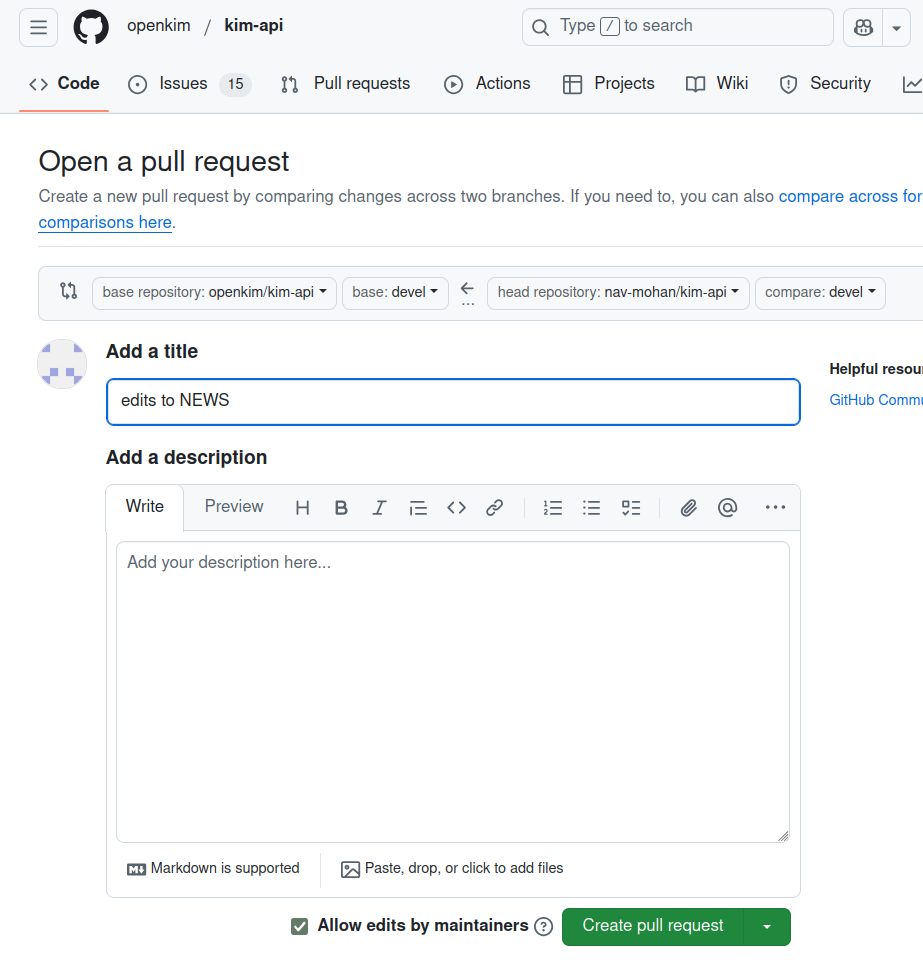 openkim / kim-api
Type / to search
Code Issues 15 Pull requests Actions Projects Wiki Security
Open a pull request
Create a new pull request by comparing changes across two branches. If you need to, you can also compare across for
comparisons here.
base repository: openkim/kim-api base: devel ← ... head repository: nav-mohan/kim-api compare: devel
Add a title
Helpful resou
edits to NEWS
GitHub Commu
Add a description
Write Preview
Add your description here...
Markdown is supported Paste, drop, or click to add files
Allow edits by maintainers Create pull request